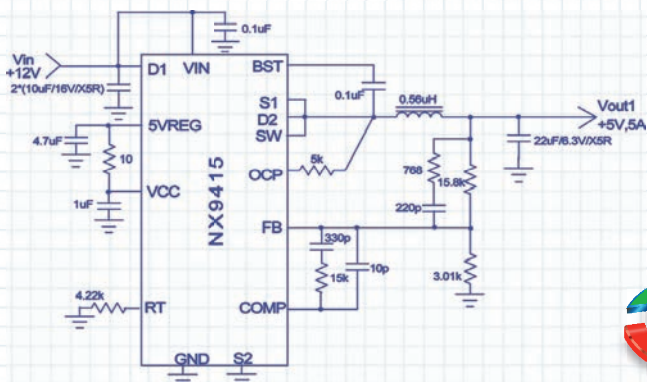 0.1uF
Vin
+12V
D1
VIN
BST
2*(10uF/16V/X5R)
0.1uF
0.56uH
S1
D2
SW
Vout1
+5V,5A
5VREG
4.7uF
10
22uF/6.3V/X5R
5k
OCP
768
15.8k
VCC
1uF
220p
NX9415
FB
330p
10p
15k
3.01k
4.22k
RT
COMP
GND
S2